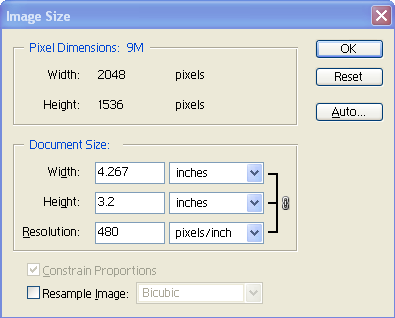 Image Size
Pixel Dimensions: 9M
OK
Width: 2048 pixels
Reset
Height: 1536 pixels
Auto...
Document Size:
Width: 4.267 inches
Height: 3.2 inches
Resolution: 480 pixels/inch
Constrain Proportions
Resample Image: Bicubic